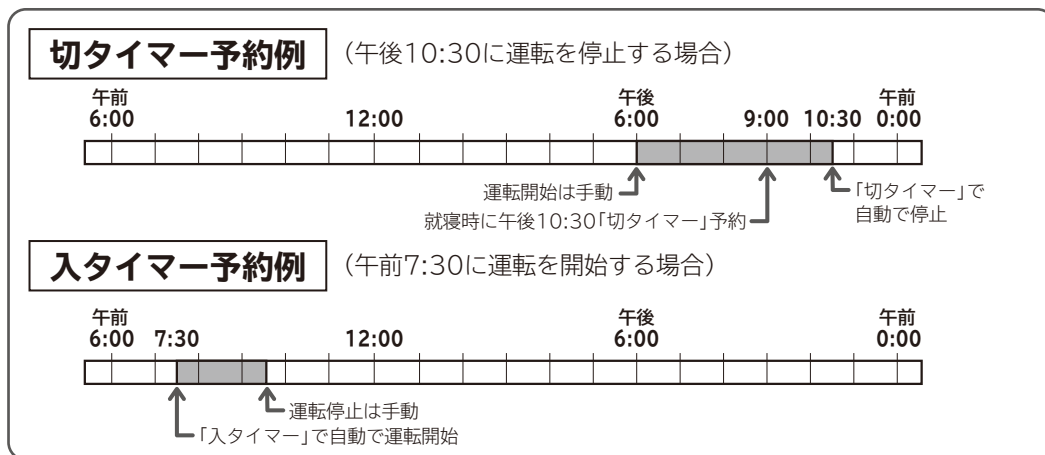 切タイマー予約例 (午後10:30に運転を停止する場合)
午前 午後 午前
6:00 12:00 6:00 9:00 10:30 0:00
運転開始は手動
「切タイマー」で
自動で停止
就寝時に午後10:30「切タイマー」予約
入タイマー予約例 (午前7:30に運転を開始する場合)
午前 午後 午前
6:00 7:30 12:00 6:00 0:00
運転停止は手動
「入タイマー」で自動で運転開始